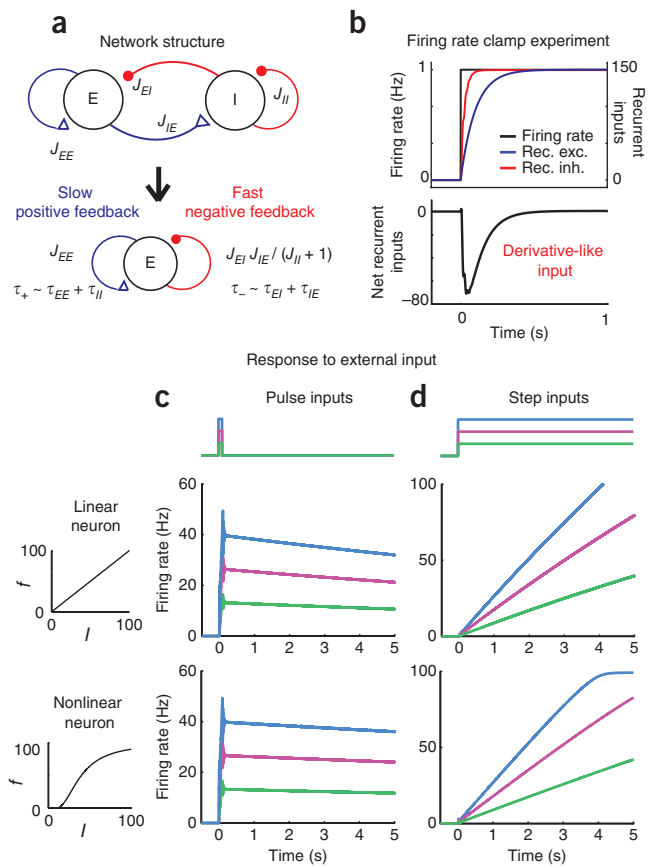 a
Network structure
E
I
J_EI
J_II
J_IE
J_EE
Slow positive feedback
Fast negative feedback
J_EE
E
J_EI J_IE / (J_II + 1)
τ_+ ~ τ_EE + τ_II
τ_− ~ τ_EI + τ_IE
b
Firing rate clamp experiment
Firing rate (Hz)
1
0
150
0
Recurrent inputs
Firing rate
Rec. exc.
Rec. inh.
Net recurrent inputs
0
−80
Derivative-like input
0
1
Time (s)
Response to external input
c
Pulse inputs
d
Step inputs
Linear neuron
f
100
0
0
100
I
Firing rate (Hz)
60
40
20
0
0 1 2 3 4 5
100
50
0
0 1 2 3 4 5
Nonlinear neuron
f
100
0
0
100
I
Firing rate (Hz)
60
40
20
0
0 1 2 3 4 5
Time (s)
100
50
0
0 1 2 3 4 5
Time (s)